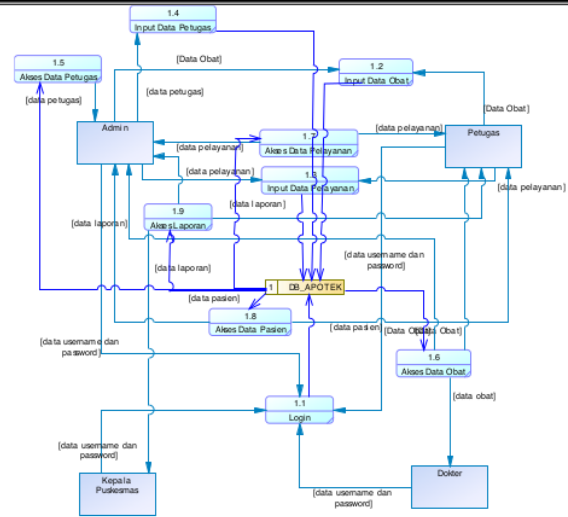 1.4
Input Data Petugas
1.5
Akses Data Petugas
[Data Obat]
1.2
Input Data Obat
[data petugas]
[data petugas]
[Data Obat]
Admin
Petugas
1.7
Akses Data Pelayanan
[data pelayanan]
[data pelayanan]
[data pelayanan]
1.3
Input Data Pelayanan
[data pelayanan]
[data laporan]
1.9
Akses Laporan
[data laporan]
[data username dan
password]
[data laporan]
1
DB_APOTEK
[data pasien]
1.8
Akses Data Pasien
[data pasien]
[Data Obat]
[Data Obat]
[data username dan
password]
1.6
Akses Data Obat
1.1
Login
[data obat]
[data username dan
password]
Kepala
Puskesmas
Dokter
[data username dan
password]